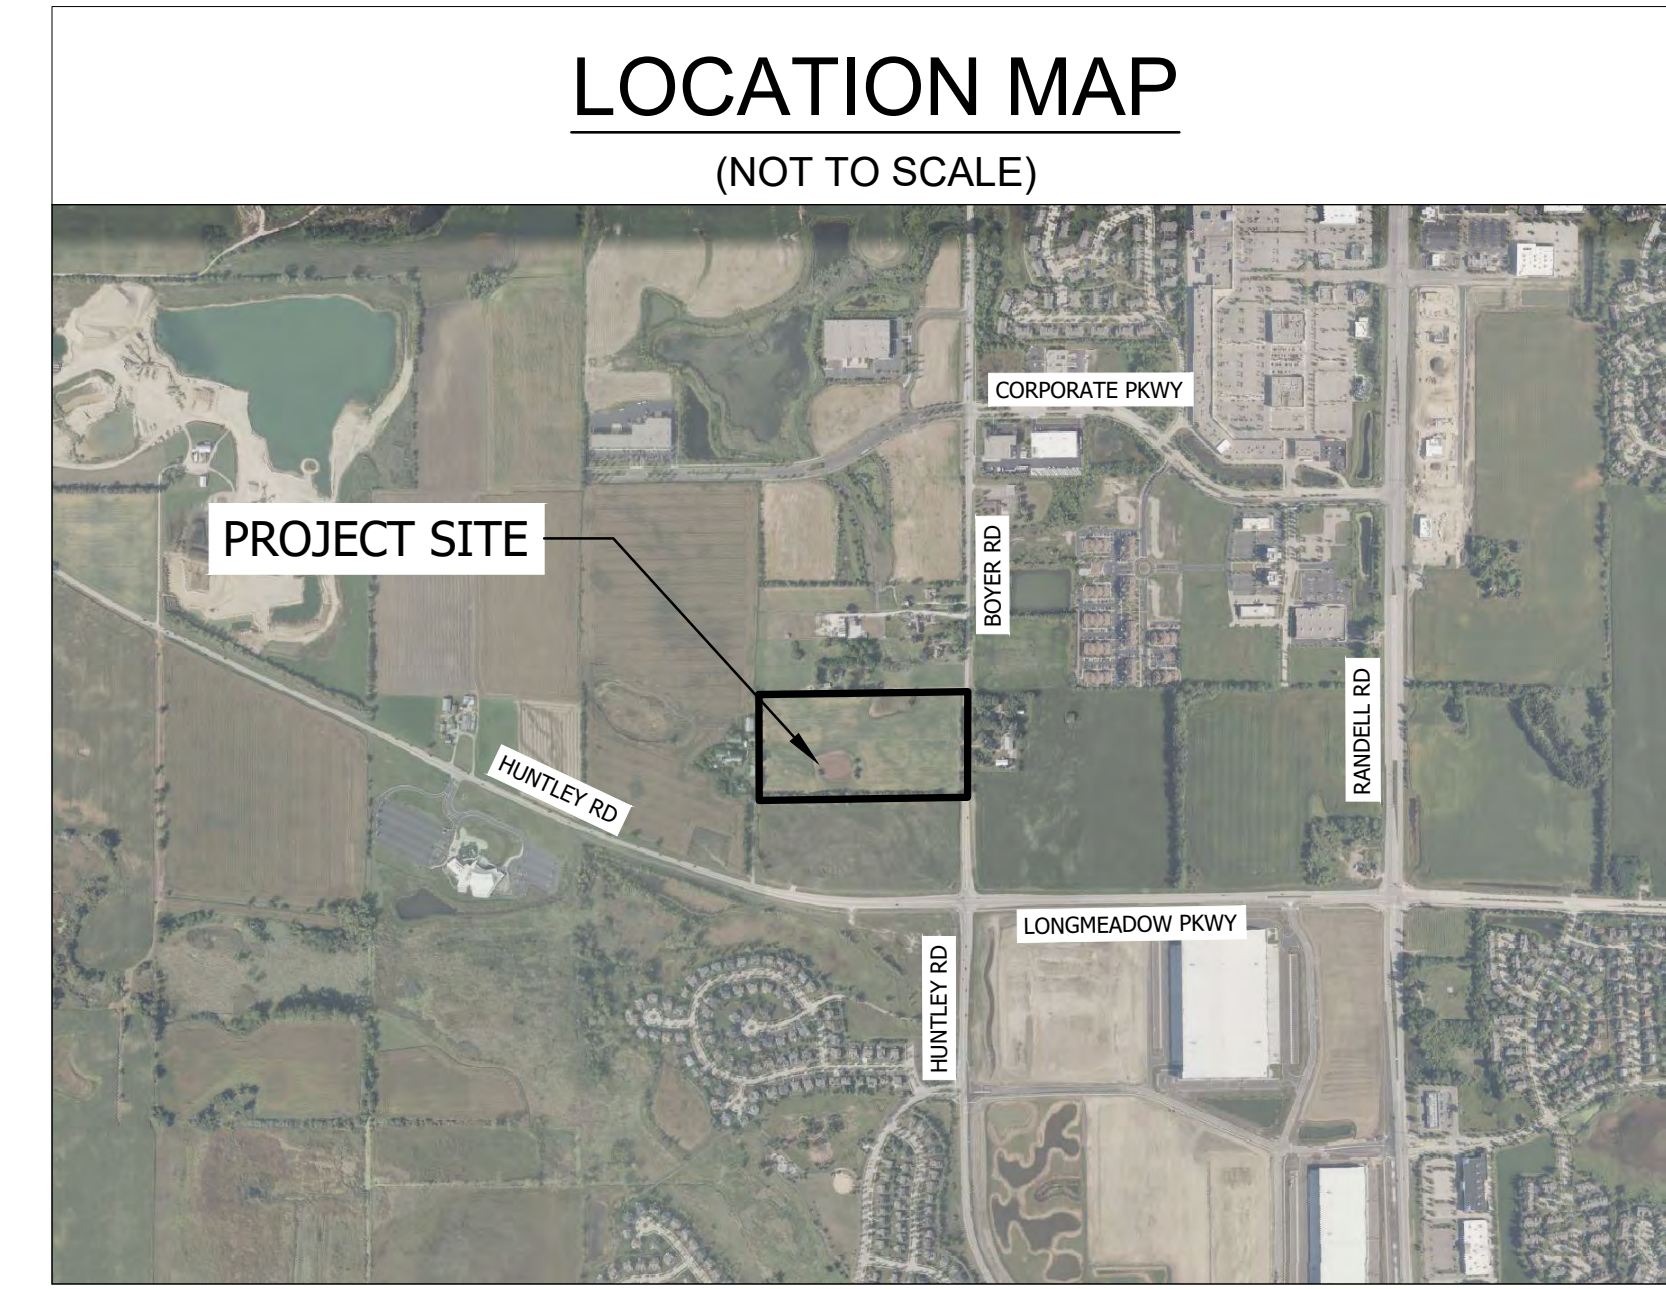 LOCATION MAP
(NOT TO SCALE)
CORPORATE PKWY
PROJECT SITE
BOYER RD
RANDELL RD
HUNTLEY RD
LONGMEADOW PKWY
HUNTLEY RD